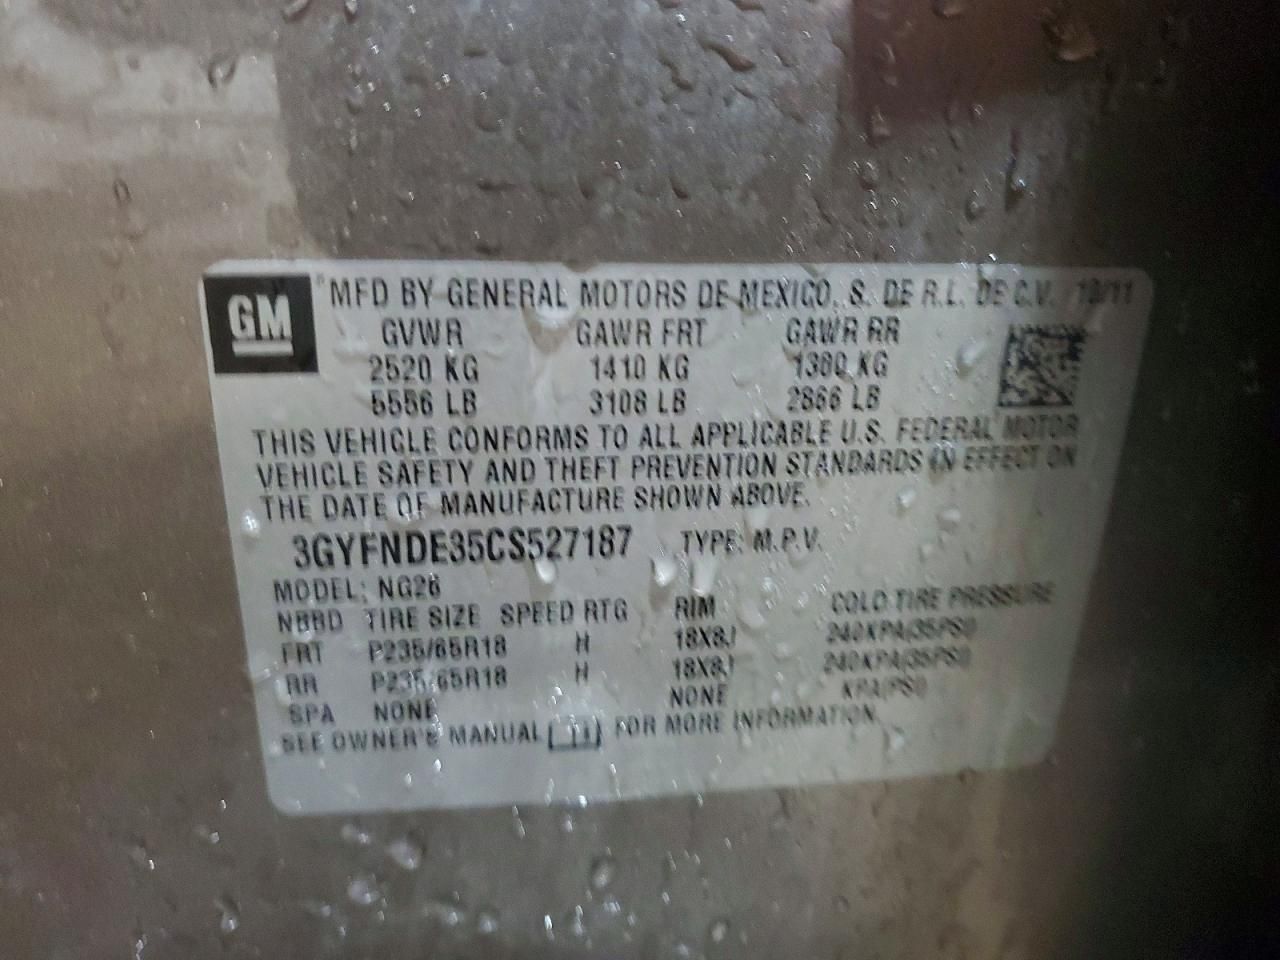 GM
MFD BY GENERAL MOTORS DE MEXICO, S. DE R.L. DE C.V. 10/11
GVWR GAWR FRT GAWR RR
2520 KG 1410 KG 1300 KG
5556 LB 3108 LB 2866 LB
THIS VEHICLE CONFORMS TO ALL APPLICABLE U.S. FEDERAL MOTOR
VEHICLE SAFETY AND THEFT PREVENTION STANDARDS IN EFFECT ON
THE DATE OF MANUFACTURE SHOWN ABOVE.
3GYFNDE35CS527187 TYPE: M.P.V.
MODEL: NG26
NBBD TIRE SIZE SPEED RTG RIM COLD TIRE PRESSURE
FRT P235/65R18 H 18X8J 240KPA(35PSI)
RR P235/65R18 H 18X8J 240KPA(35PSI)
SPA NONE NONE KPA(PSI)
SEE OWNER'S MANUAL FOR MORE INFORMATION.